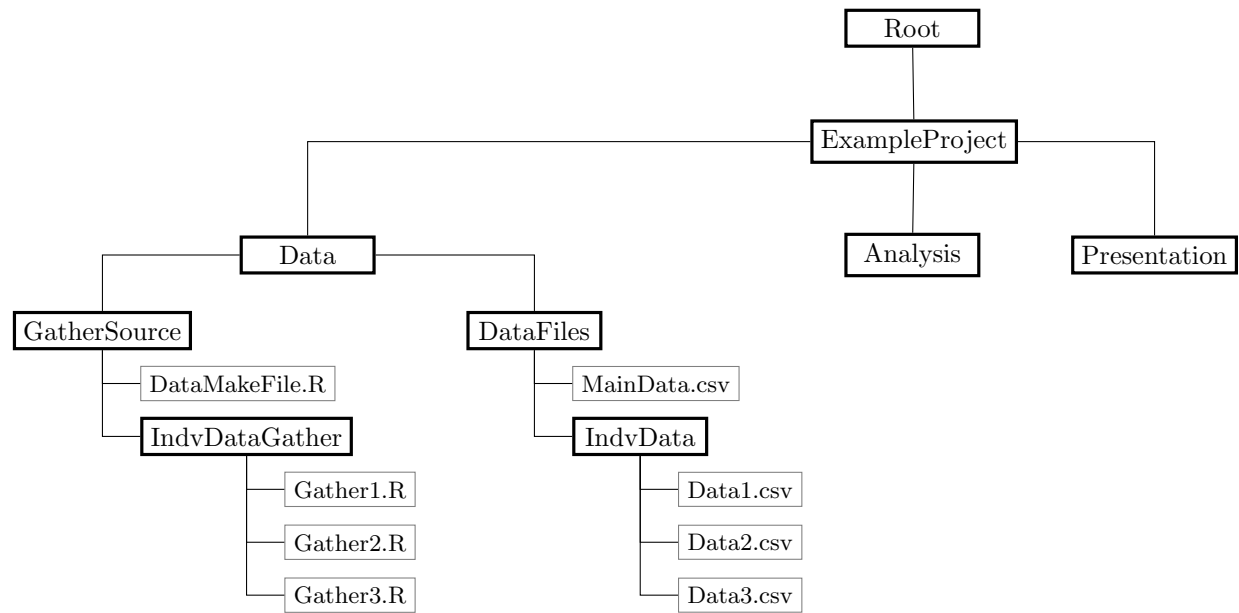 Root
ExampleProject
Data
Analysis
Presentation
GatherSource
DataFiles
DataMakeFile.R
MainData.csv
IndvDataGather
IndvData
Gather1.R
Data1.csv
Gather2.R
Data2.csv
Gather3.R
Data3.csv